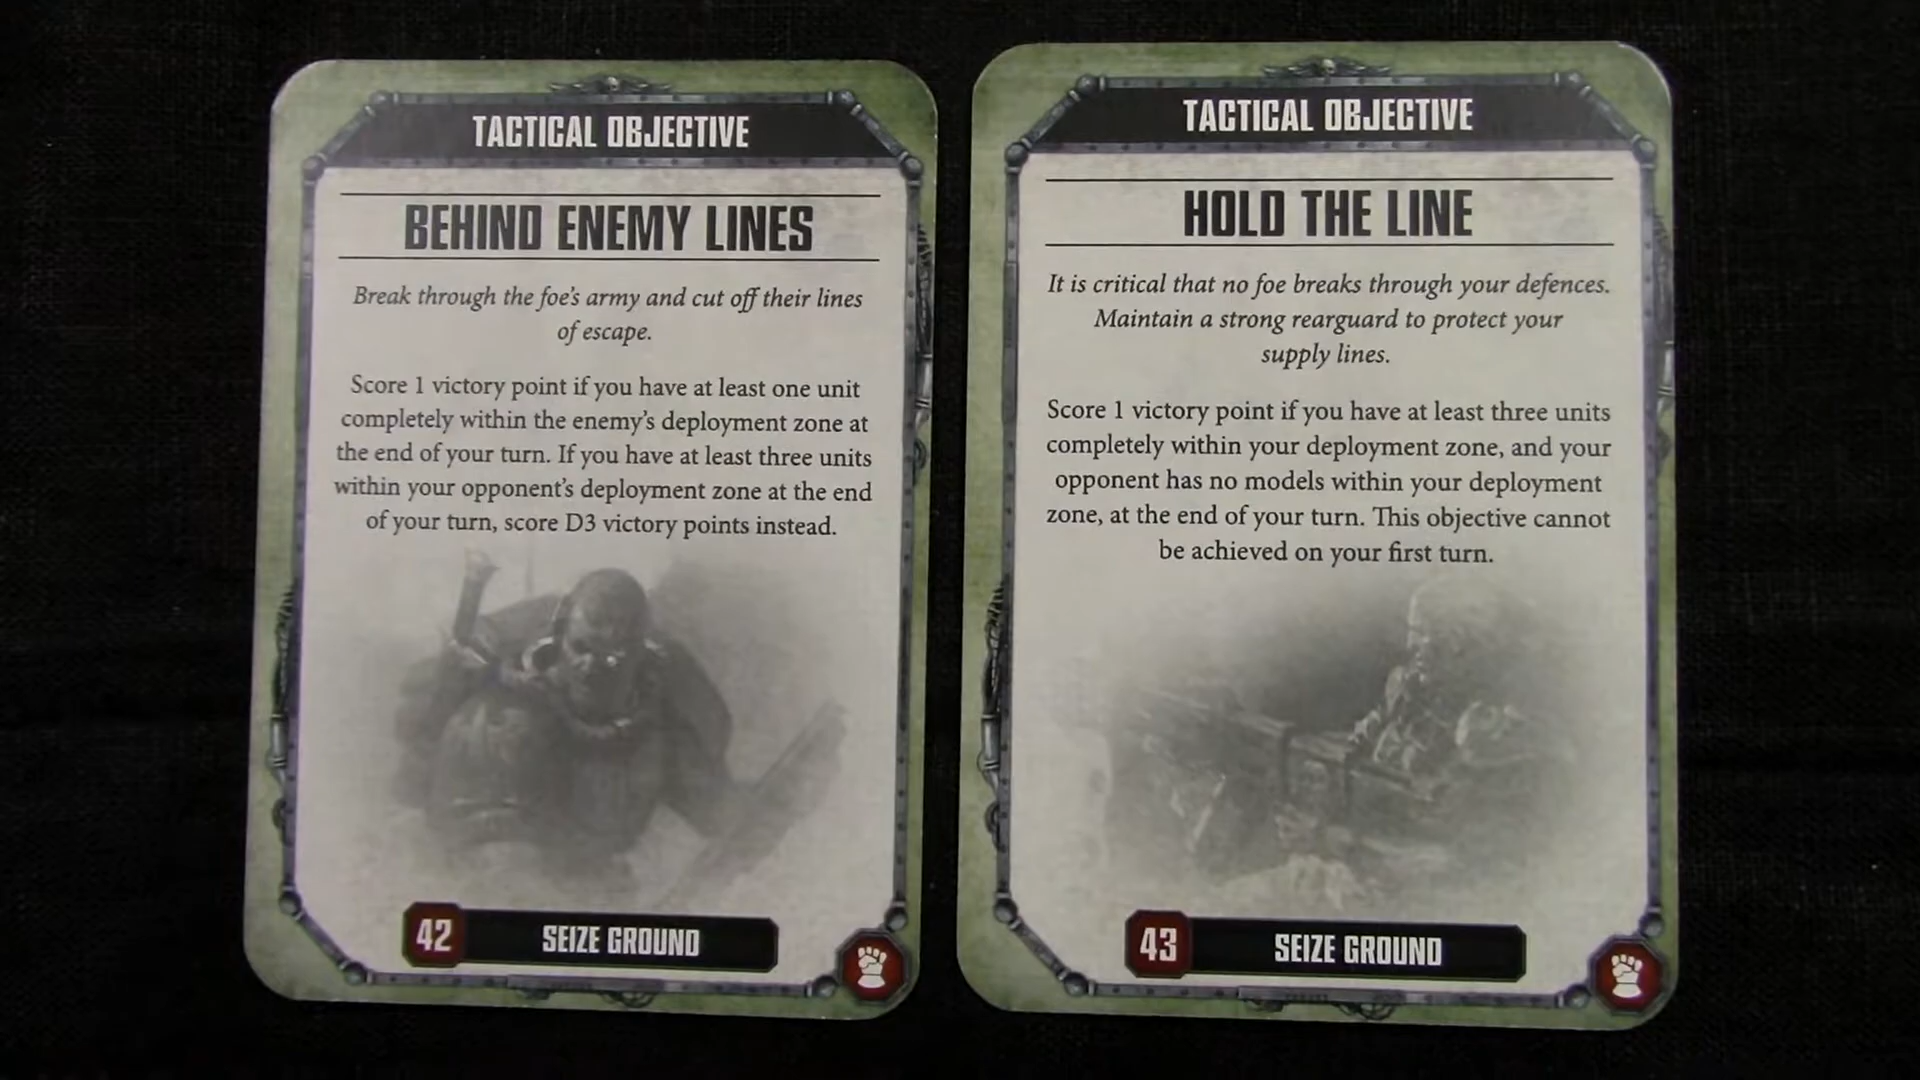 TACTICAL OBJECTIVE
BEHIND ENEMY LINES
Break through the foe's army and cut off their lines
of escape.
Score 1 victory point if you have at least one unit
completely within the enemy's deployment zone at
the end of your turn. If you have at least three units
within your opponent's deployment zone at the end
of your turn, score D3 victory points instead.
42
SEIZE GROUND
TACTICAL OBJECTIVE
HOLD THE LINE
It is critical that no foe breaks through your defences.
Maintain a strong rearguard to protect your
supply lines.
Score 1 victory point if you have at least three units
completely within your deployment zone, and your
opponent has no models within your deployment
zone, at the end of your turn. This objective cannot
be achieved on your first turn.
43
SEIZE GROUND